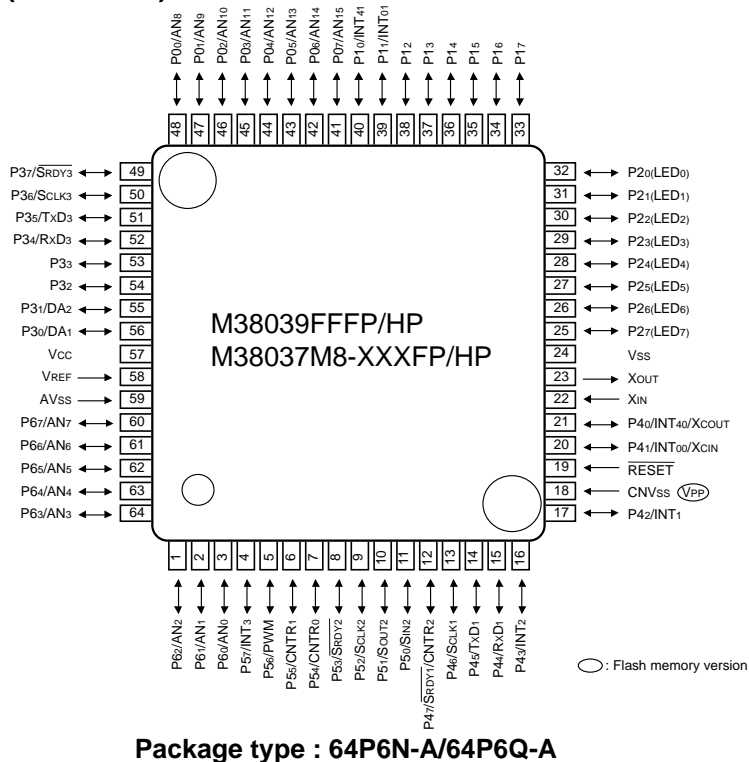 P00/AN8
P01/AN9
P02/AN10
P03/AN11
P04/AN12
P05/AN13
P06/AN14
P07/AN15
P10/INT41
P11/INT01
P12
P13
P14
P15
P16
P17
48 47 46 45 44 43 42 41 40 39 38 37 36 35 34 33
P37/SRDY3 49
P36/SCLK3 50
P35/TXD3 51
P34/RXD3 52
P33 53
P32 54
P31/DA2 55
P30/DA1 56
VCC 57
VREF 58
AVSS 59
P67/AN7 60
P66/AN6 61
P65/AN5 62
P64/AN4 63
P63/AN3 64
M38039FFFP/HP
M38037M8-XXXFP/HP
32 P20(LED0)
31 P21(LED1)
30 P22(LED2)
29 P23(LED3)
28 P24(LED4)
27 P25(LED5)
26 P26(LED6)
25 P27(LED7)
24 VSS
23 XOUT
22 XIN
21 P40/INT40/XCOUT
20 P41/INT00/XCIN
19 RESET
18 CNVSS VPP
17 P42/INT1
1 2 3 4 5 6 7 8 9 10 11 12 13 14 15 16
P62/AN2
P61/AN1
P60/AN0
P57/INT3
P56/PWM
P55/CNTR1
P54/CNTR0
P53/SRDY2
P52/SCLK2
P51/SOUT2
P50/SIN2
P47/SRDY1/CNTR2
P46/SCLK1
P45/TXD1
P44/RXD1
P43/INT2
: Flash memory version
Package type : 64P6N-A/64P6Q-A